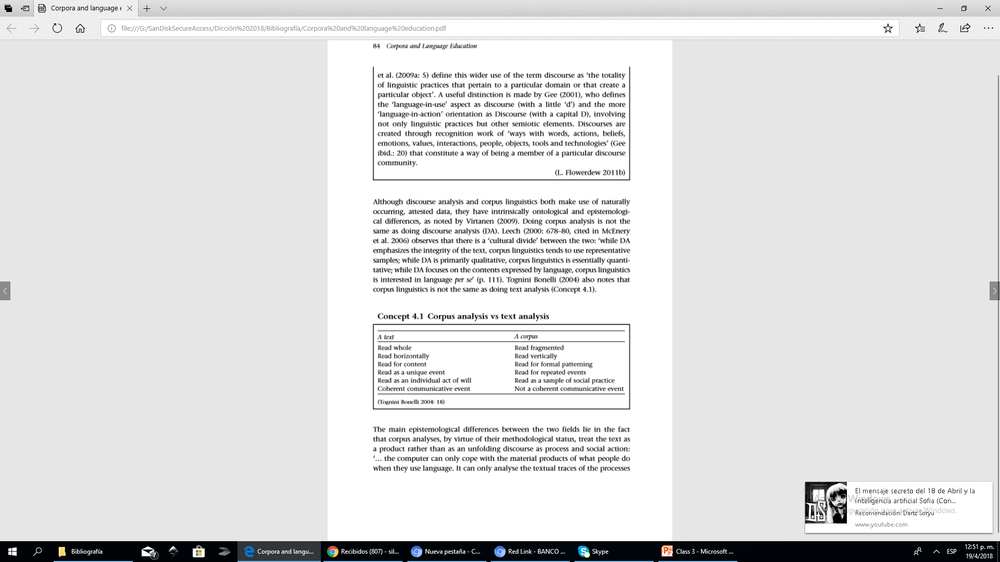 Corpora and language e
file:///G:/SanDiskSecureAccess/Dicción%202018/Bibliografía/Corpora%20and%20language%20education.pdf
84 Corpora and Language Education
et al. (2009a: 5) define this wider use of the term discourse as ‘the totality
of linguistic practices that pertain to a particular domain or that create a
particular object’. A useful distinction is made by Gee (2001), who defines
the ‘language-in-use’ aspect as discourse (with a little ‘d’) and the more
‘language-in-action’ orientation as Discourse (with a capital D), involving
not only linguistic practices but other semiotic elements. Discourses are
created through recognition work of ‘ways with words, actions, beliefs,
emotions, values, interactions, people, objects, tools and technologies’ (Gee
ibid.: 20) that constitute a way of being a member of a particular discourse
community.
(L. Flowerdew 2011b)
Although discourse analysis and corpus linguistics both make use of naturally
occurring, attested data, they have intrinsically ontological and epistemologi-
cal differences, as noted by Virtanen (2009). Doing corpus analysis is not the
same as doing discourse analysis (DA). Leech (2000: 678–80, cited in McEnery
et al. 2006) observes that there is a ‘cultural divide’ between the two: ‘while DA
emphasizes the integrity of the text, corpus linguistics tends to use representative
samples; while DA is primarily qualitative, corpus linguistics is essentially quanti-
tative; while DA focuses on the contents expressed by language, corpus linguistics
is interested in language per se’ (p. 111). Tognini Bonelli (2004) also notes that
corpus linguistics is not the same as doing text analysis (Concept 4.1).
Concept 4.1 Corpus analysis vs text analysis
A text A corpus
Read whole Read fragmented
Read horizontally Read vertically
Read for content Read for formal patterning
Read as a unique event Read for repeated events
Read as an individual act of will Read as a sample of social practice
Coherent communicative event Not a coherent communicative event
(Tognini Bonelli 2004: 18)
The main epistemological differences between the two fields lie in the fact
that corpus analyses, by virtue of their methodological status, treat the text as
a product rather than as an unfolding discourse as process and social action:
‘… the computer can only cope with the material products of what people do
when they use language. It can only analyse the textual traces of the processes
El mensaje secreto del 18 de Abril y la
Inteligencia artificial Sofia (Con...
Recomendación: Dartz Soryu
www.youtube.com
DS
Windows
para activar Windows.
Bibliografía
7
Corpora and langu...
Recibidos (807) - sil...
Nueva pestaña - C...
Red Link - BANCO ...
Skype
Class 3 - Microsoft ...
ESP
12:51 p. m.
19/4/2018